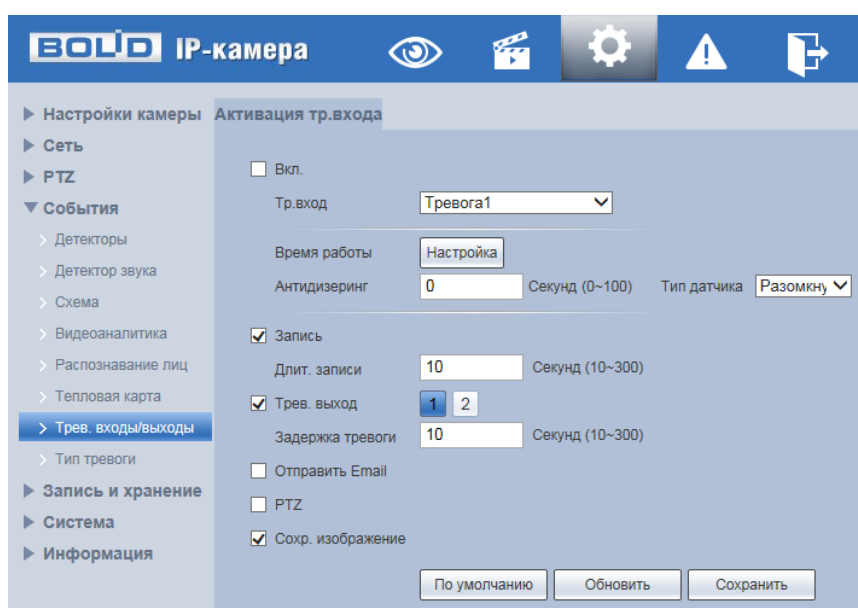 BOLID IP-камера
Настройки камеры
Сеть
PTZ
События
Детекторы
Детектор звука
Схема
Видеоаналитика
Распознавание лиц
Тепловая карта
Трев. входы/выходы
Тип тревоги
Запись и хранение
Система
Информация
Активация тр.входа
Вкл.
Тр.вход Тревога1
Время работы Настройка
Антидизеринг 0 Секунд (0~100) Тип датчика Разомкну
Запись
Длит. записи 10 Секунд (10~300)
Трев. выход 1 2
Задержка тревоги 10 Секунд (10~300)
Отправить Email
PTZ
Сохр. изображение
По умолчанию Обновить Сохранить